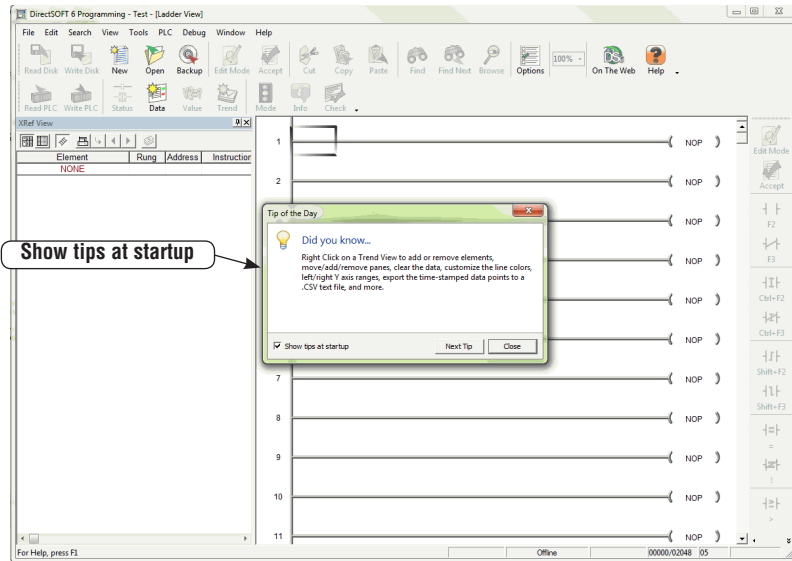 DirectSOFT 6 Programming - Test - [Ladder View]
File Edit Search View Tools PLC Debug Window Help
Read Disk Write Disk New Open Backup Edit Mode Accept Cut Copy Paste Find Find Next Browse Options 100% On The Web Help
Read PLC Write PLC Status Data Value Trend Mode Info Check
XRef View
Element Rung Address Instruction
NONE
1 NOP
2 NOP
NOP
NOP
NOP
NOP
7 NOP
8 NOP
9 NOP
10 NOP
11 NOP
Show tips at startup
Tip of the Day
Did you know...
Right Click on a Trend View to add or remove elements,
move/add/remove panes, clear the data, customize the line colors,
left/right Y axis ranges, export the time-stamped data points to a
.CSV text file, and more.
Show tips at startup Next Tip Close
Edit Mode
Accept
F2
F3
Ctrl+F2
Ctrl+F3
Shift+F2
Shift+F3
=
!
>
For Help, press F1 Offline 00000/02048 05